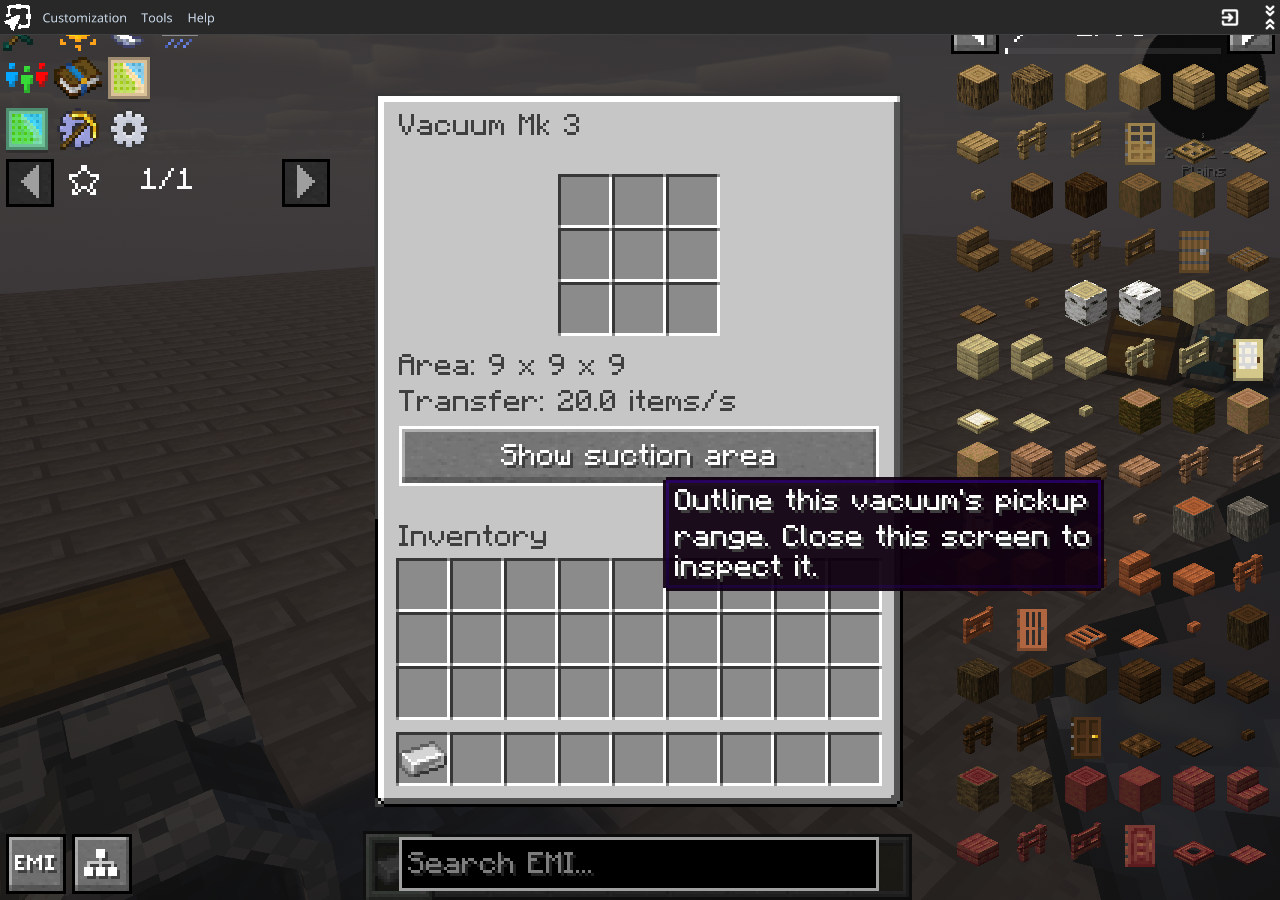 Customization Tools Help
1/1
Vacuum Mk 3
Area: 9 x 9 x 9
Transfer: 20.0 items/s
Show suction area
Outline this vacuum's pickup
range. Close this screen to
inspect it.
Inventory
Plains
EMI
Search EMI...